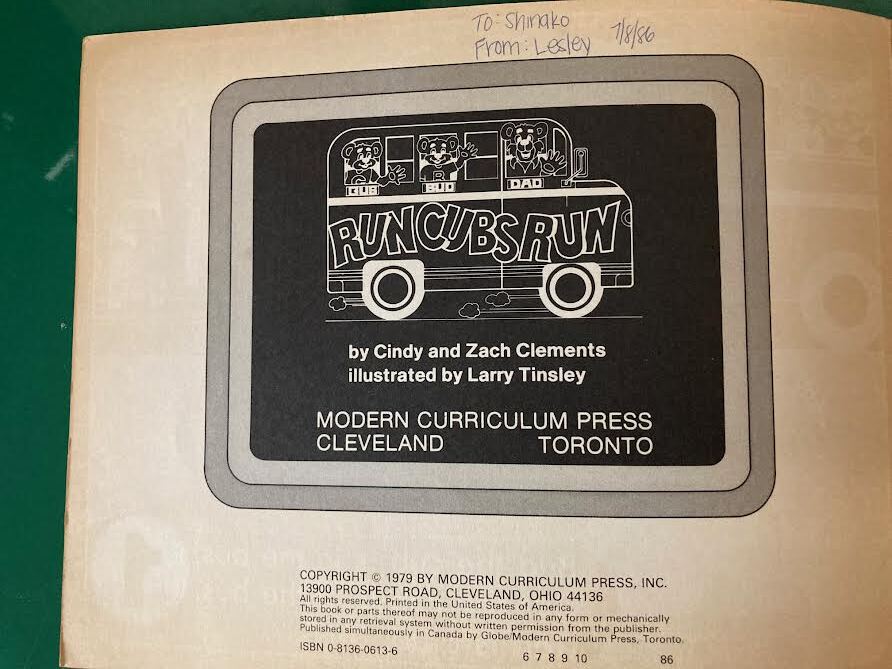 To: Shinako
From: Lesley 7/8/86
CUB BUD DAD
RUN CUBS RUN
by Cindy and Zach Clements
illustrated by Larry Tinsley
MODERN CURRICULUM PRESS
CLEVELAND TORONTO
COPYRIGHT © 1979 BY MODERN CURRICULUM PRESS, INC.
13900 PROSPECT ROAD, CLEVELAND, OHIO 44136
All rights reserved. Printed in the United States of America.
This book or parts thereof may not be reproduced in any form or mechanically
stored in any retrieval system without written permission from the publisher.
Published simultaneously in Canada by Globe/Modern Curriculum Press, Toronto.
ISBN 0-8136-0613-6
6 7 8 9 10 86